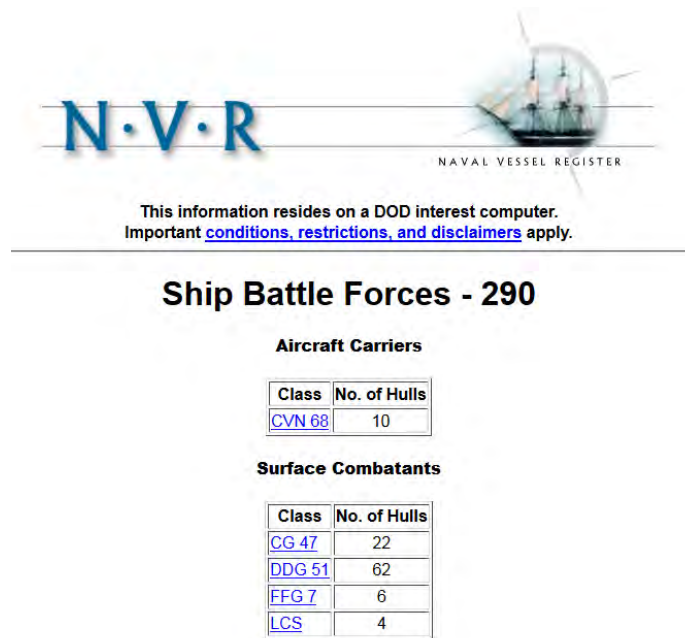 N·V·R
NAVAL VESSEL REGISTER
This information resides on a DOD interest computer.
Important conditions, restrictions, and disclaimers apply.
Ship Battle Forces - 290
Aircraft Carriers
Class No. of Hulls
CVN 68 10
Surface Combatants
Class No. of Hulls
CG 47 22
DDG 51 62
FFG 7 6
LCS 4